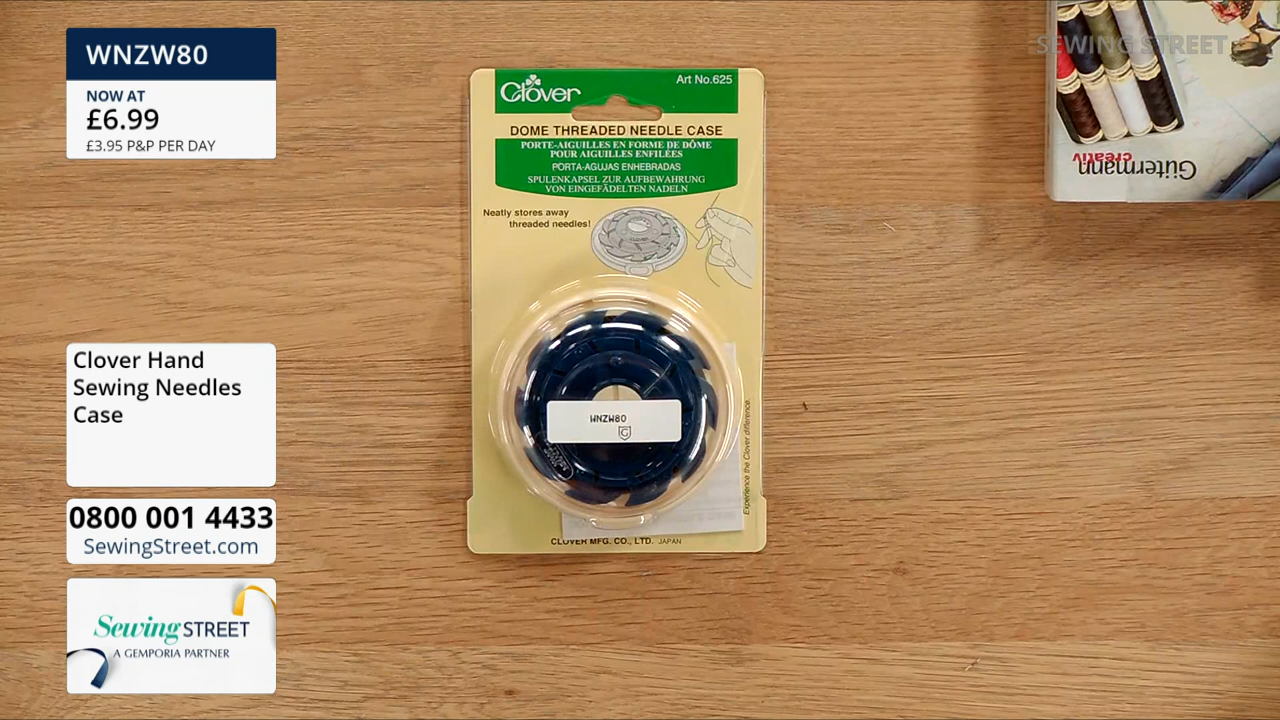 WNZW80
NOW AT
£6.99
£3.95 P&P PER DAY
Clover Hand
Sewing Needles
Case
0800 001 4433
SewingStreet.com
Sewing STREET
A GEMPORIA PARTNER
Clover
Art No.625
DOME THREADED NEEDLE CASE
PORTE-AIGUILLES EN FORME DE DÔME
POUR AIGUILLES ENFILÉES
PORTA-AGUJAS ENHEBRADAS
SPULENKAPSEL ZUR AUFBEWAHRUNG
VON EINGEFÄDELTEN NADELN
Neatly stores away
threaded needles!
CLOVER
WNZW80
G
Experience the Clover difference.
CLOVER MFG. CO., LTD. JAPAN
SEWING STREET
Gütermann
creativ